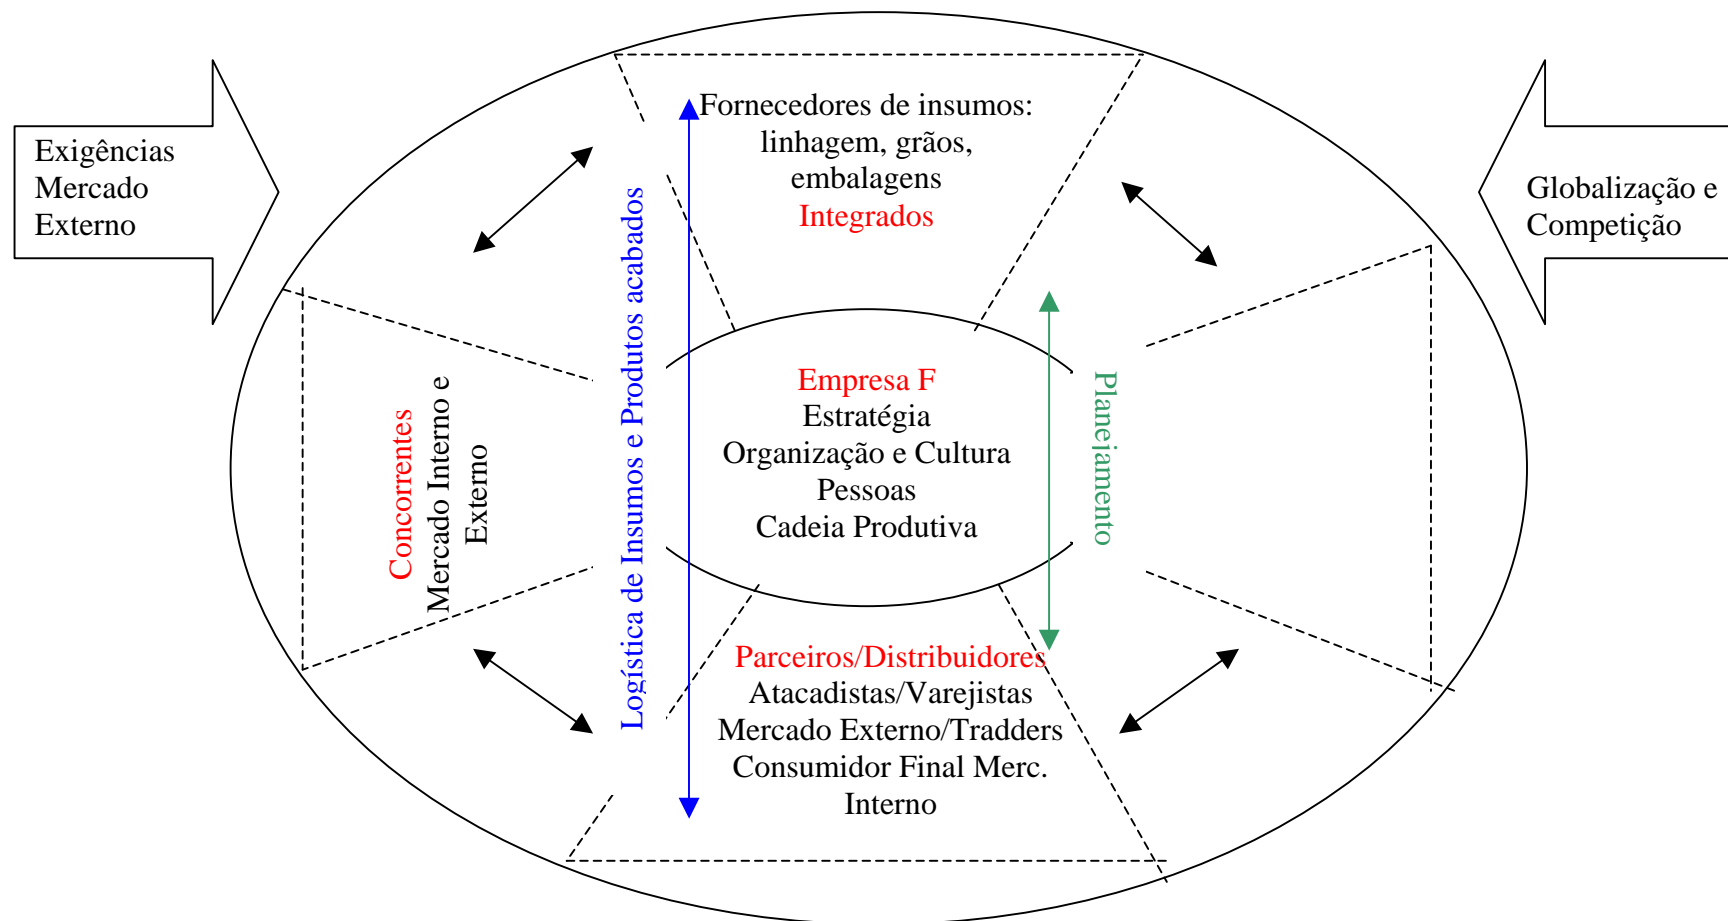 Exigências
Mercado
Externo
Fornecedores de insumos:
linhagem, grãos,
embalagens
Integrados
Globalização e
Competição
Concorrentes
Mercado Interno e
Externo
Logística de Insumos e Produtos acabados
Empresa F
Estratégia
Organização e Cultura
Pessoas
Cadeia Produtiva
Planejamento
Parceiros/Distribuidores
Atacadistas/Varejistas
Mercado Externo/Tradders
Consumidor Final Merc.
Interno